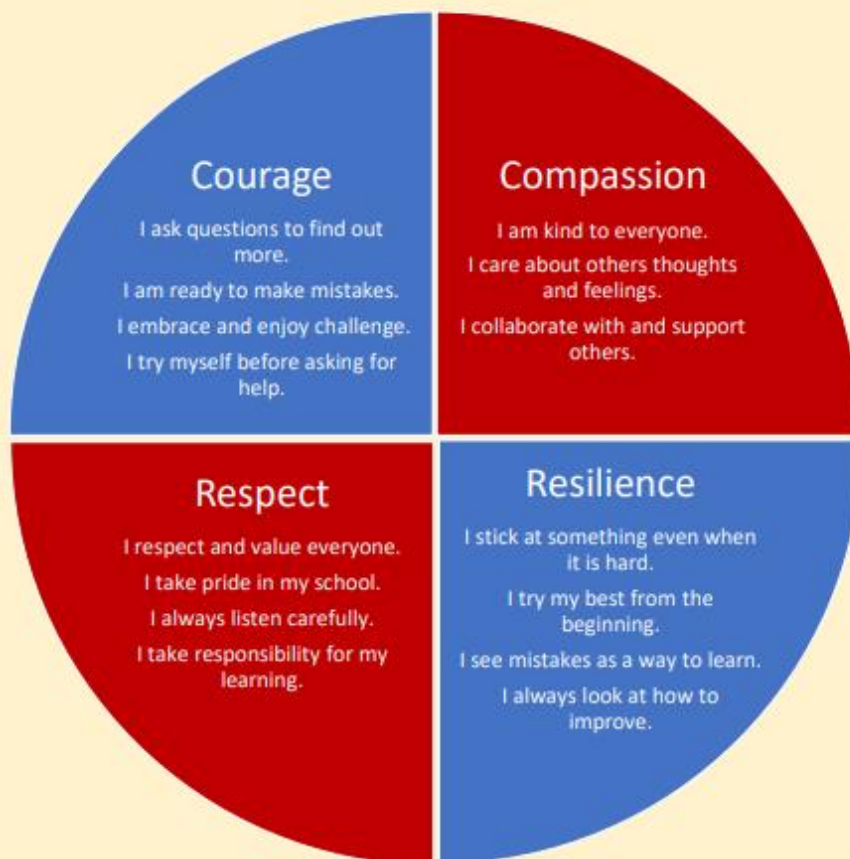 Courage
I ask questions to find out
more.
I am ready to make mistakes.
I embrace and enjoy challenge.
I try myself before asking for
help.
Compassion
I am kind to everyone.
I care about others thoughts
and feelings.
I collaborate with and support
others.
Respect
I respect and value everyone.
I take pride in my school.
I always listen carefully.
I take responsibility for my
learning.
Resilience
I stick at something even when
it is hard.
I try my best from the
beginning.
I see mistakes as a way to learn.
I always look at how to
improve.